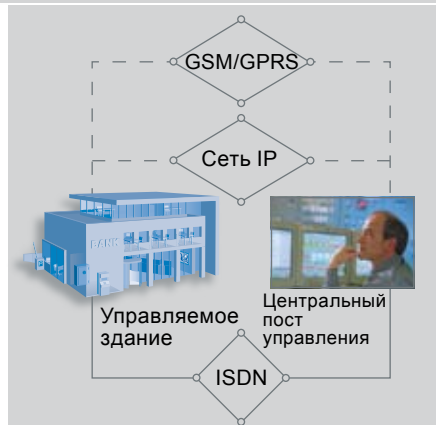 GSM/GPRS
Сеть IP
BANK
Управляемое
здание
Центральный
пост
управления
ISDN